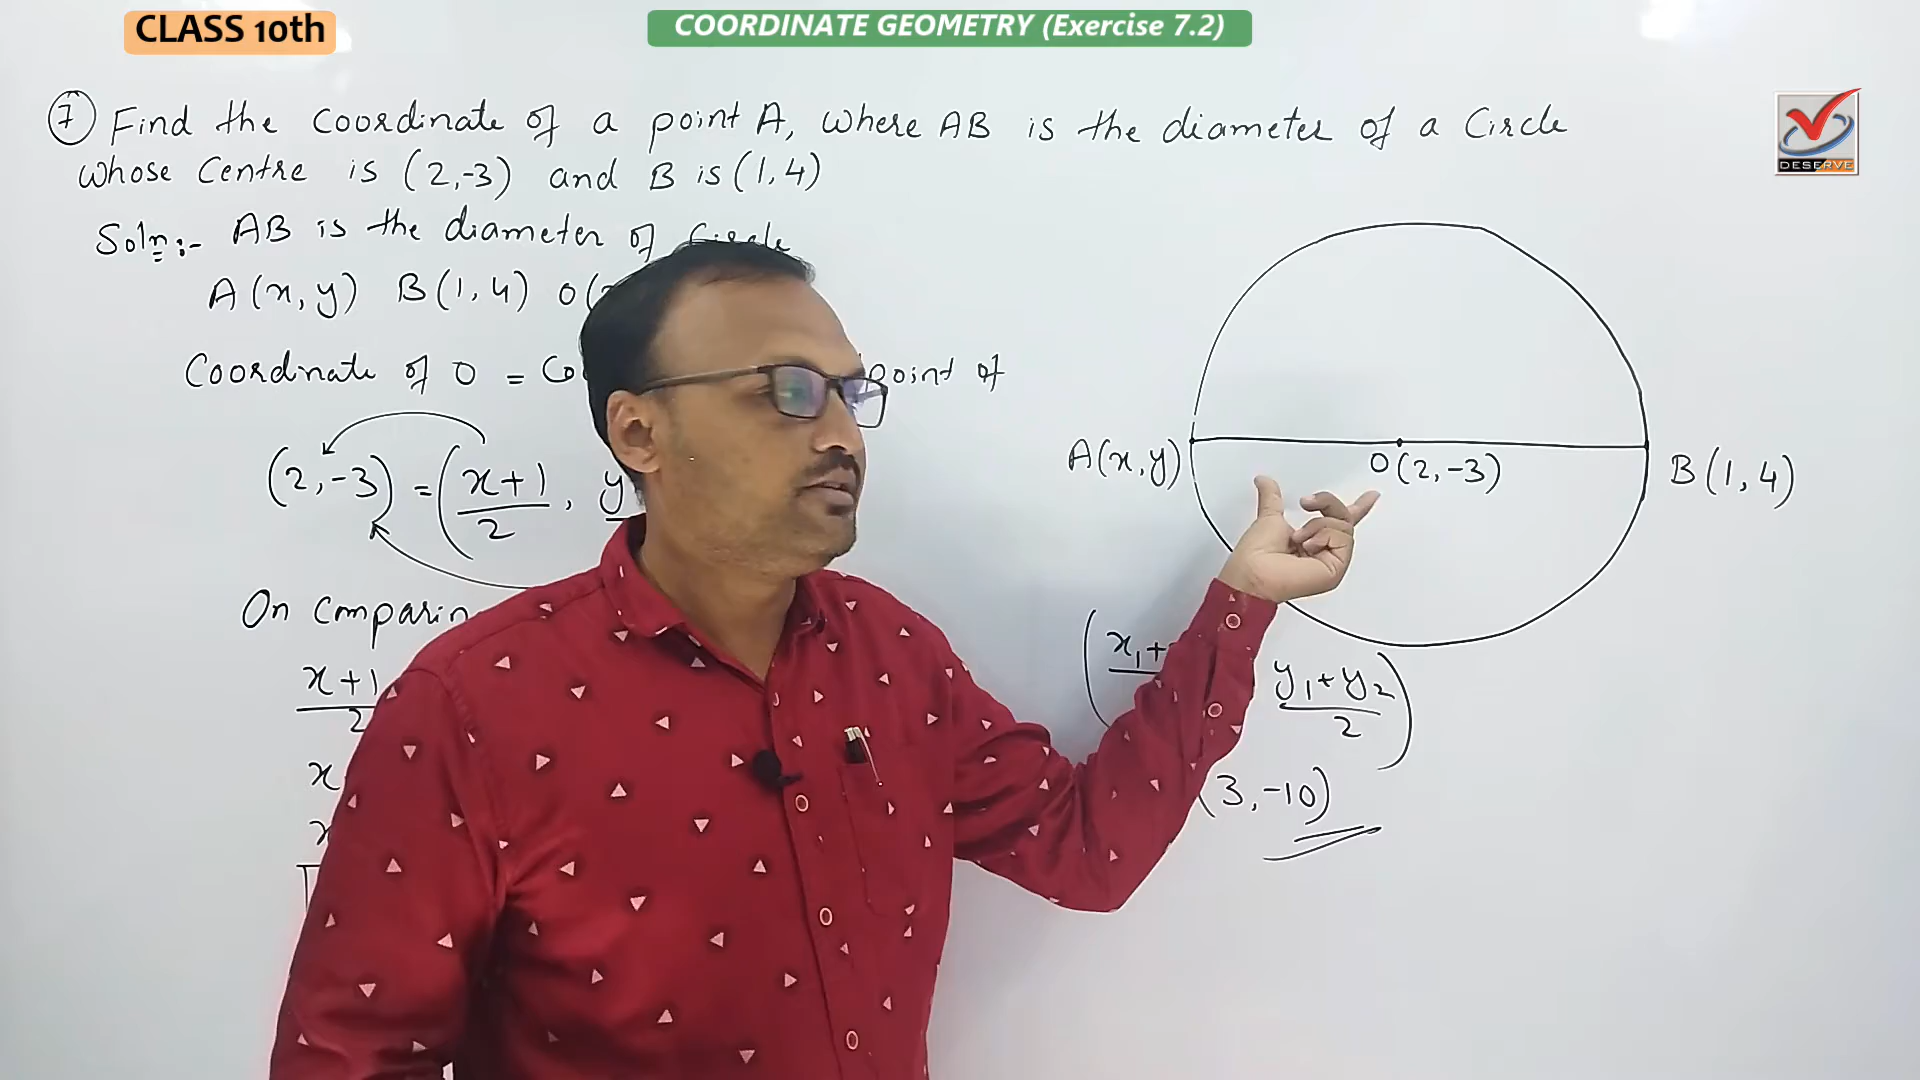 CLASS 10th
COORDINATE GEOMETRY (Exercise 7.2)
7 Find the coordinate of a point A, where AB is the diameter of a Circle
whose Centre is (2,-3) and B is (1,4)
Soln:- AB is the diameter of Circle
A(x,y) B(1,4) O(
Coordinate of O = Co point of
(2,-3) = (x+1/2, y
On comparin
x+1/2
x
x
A(x,y)
O(2,-3)
B(1,4)
(x₁+ y₁+y₂/2)
(3,-10)
DESERVE